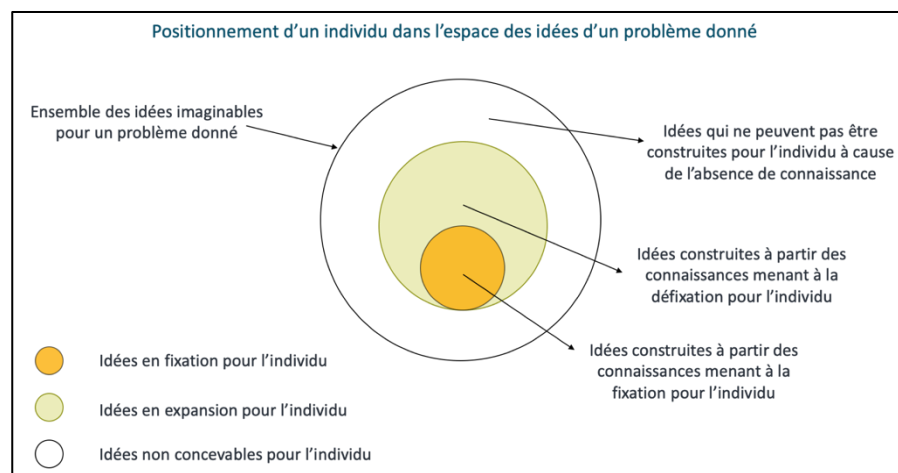 Positionnement d’un individu dans l’espace des idées d’un problème donné
Ensemble des idées imaginables
pour un problème donné
Idées qui ne peuvent pas être
construites pour l’individu à cause
de l’absence de connaissance
Idées construites à partir des
connaissances menant à la
défixation pour l’individu
Idées construites à partir des
connaissances menant à la
fixation pour l’individu
Idées en fixation pour l’individu
Idées en expansion pour l’individu
Idées non concevables pour l’individu